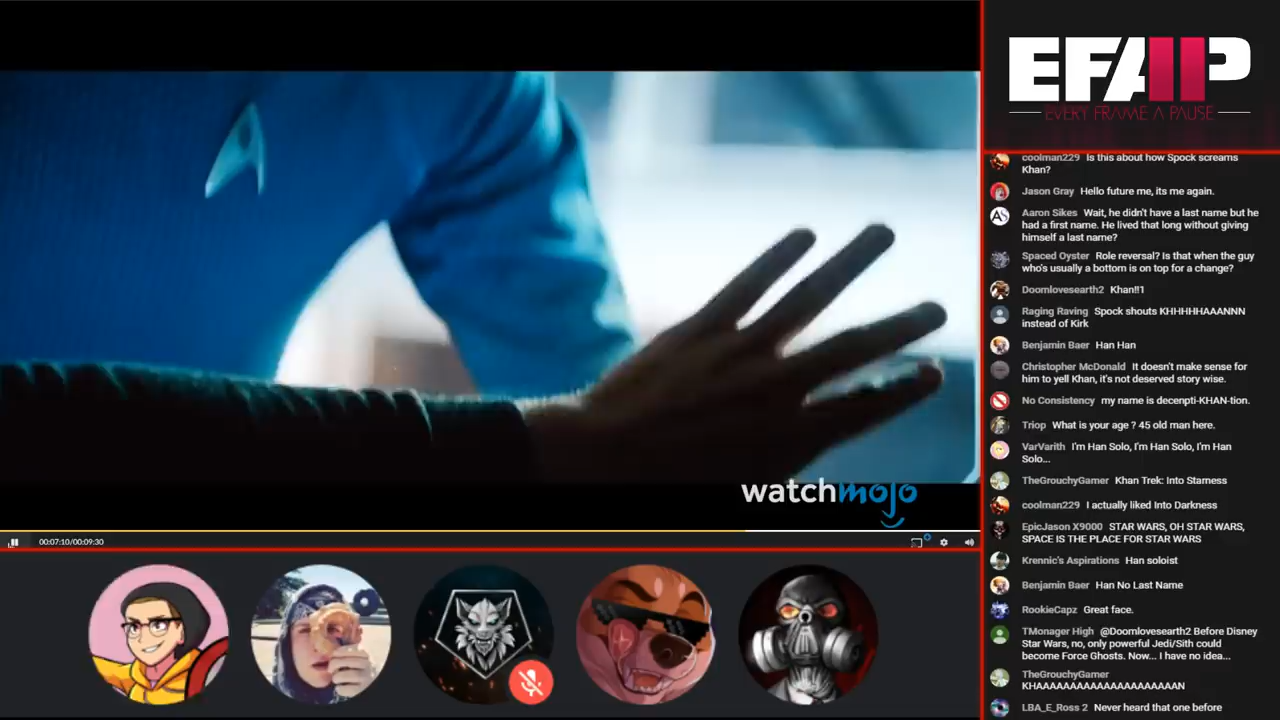 EFAP
EVERY FRAME A PAUSE
coolman229 Is this about how Spock screams
Khan?
Jason Gray Hello future me, its me again.
AS
Aaron Sikes Wait, he didn't have a last name but he
had a first name. He lived that long without giving
himself a last name?
Spaced Oyster Role reversal? Is that when the guy
who's usually a bottom is on top for a change?
Doomlovesearth2 Khan!!1
Raging Raving Spock shouts KHHHHHAAANNN
instead of Kirk
Benjamin Baer Han Han
Christopher McDonald It doesn't make sense for
him to yell Khan, it's not deserved story wise.
No Consistency my name is decenpti-KHAN-tion.
Triop What is your age ? 45 old man here.
VarVarith I'm Han Solo, I'm Han Solo, I'm Han
Solo...
TheGrouchyGamer Khan Trek: Into Starness
coolman229 I actually liked Into Darkness
EpicJason X9000 STAR WARS, OH STAR WARS,
SPACE IS THE PLACE FOR STAR WARS
Krennic's Aspirations Han soloist
Benjamin Baer Han No Last Name
RookieCapz Great face.
TManager High @Doomlovesearth2 Before Disney
Star Wars, no, only powerful Jedi/Sith could
become Force Ghosts. Now... I have no idea...
TheGrouchyGamer
KHAAAAAAAAAAAAAAAAAAAAN
LBA_E_Ross 2 Never heard that one before
watchmojo
00:07:10/00:09:30